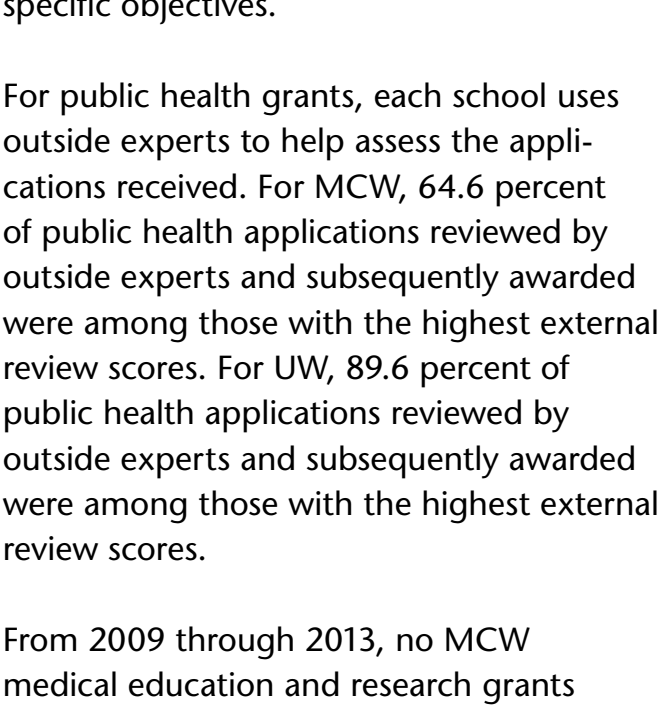 specific objectives.
For public health grants, each school uses
outside experts to help assess the appli-
cations received. For MCW, 64.6 percent
of public health applications reviewed by
outside experts and subsequently awarded
were among those with the highest external
review scores. For UW, 89.6 percent of
public health applications reviewed by
outside experts and subsequently awarded
were among those with the highest external
review scores.
From 2009 through 2013, no MCW
medical education and research grants